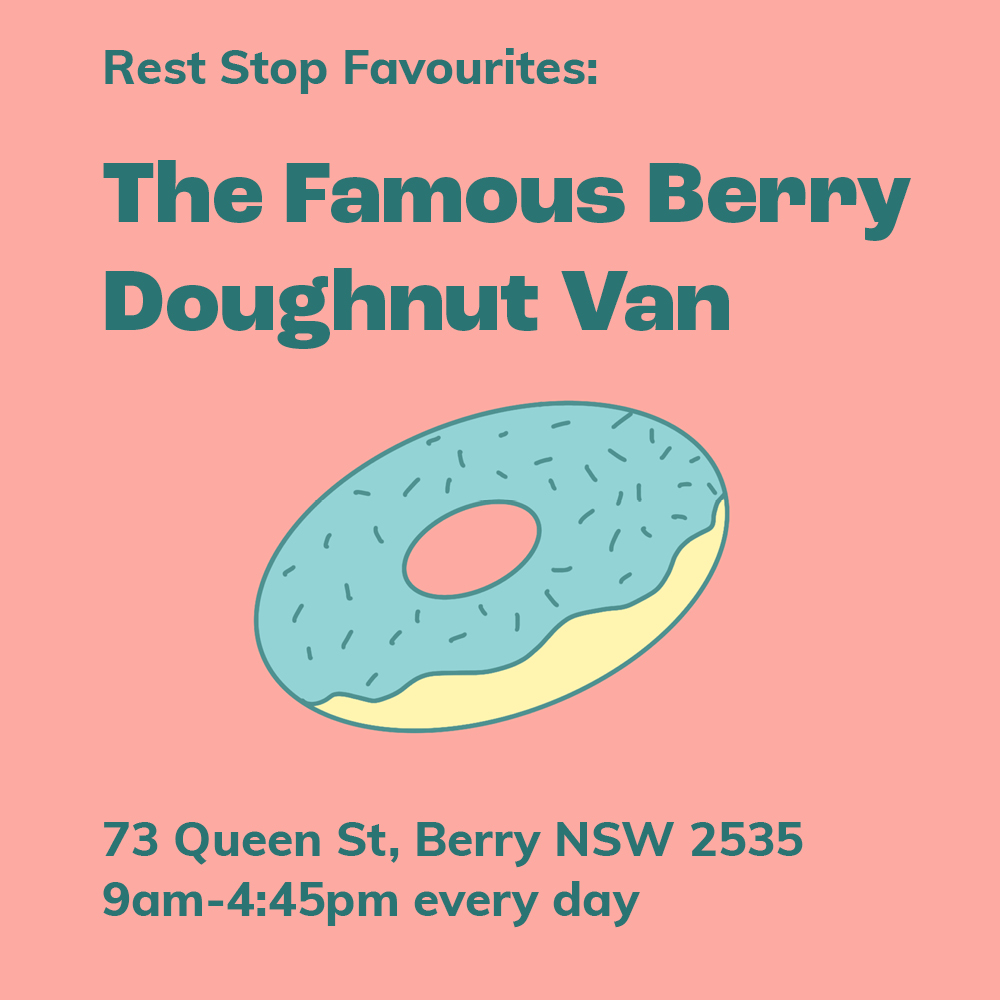 Rest Stop Favourites:
The Famous Berry
Doughnut Van
73 Queen St, Berry NSW 2535
9am-4:45pm every day